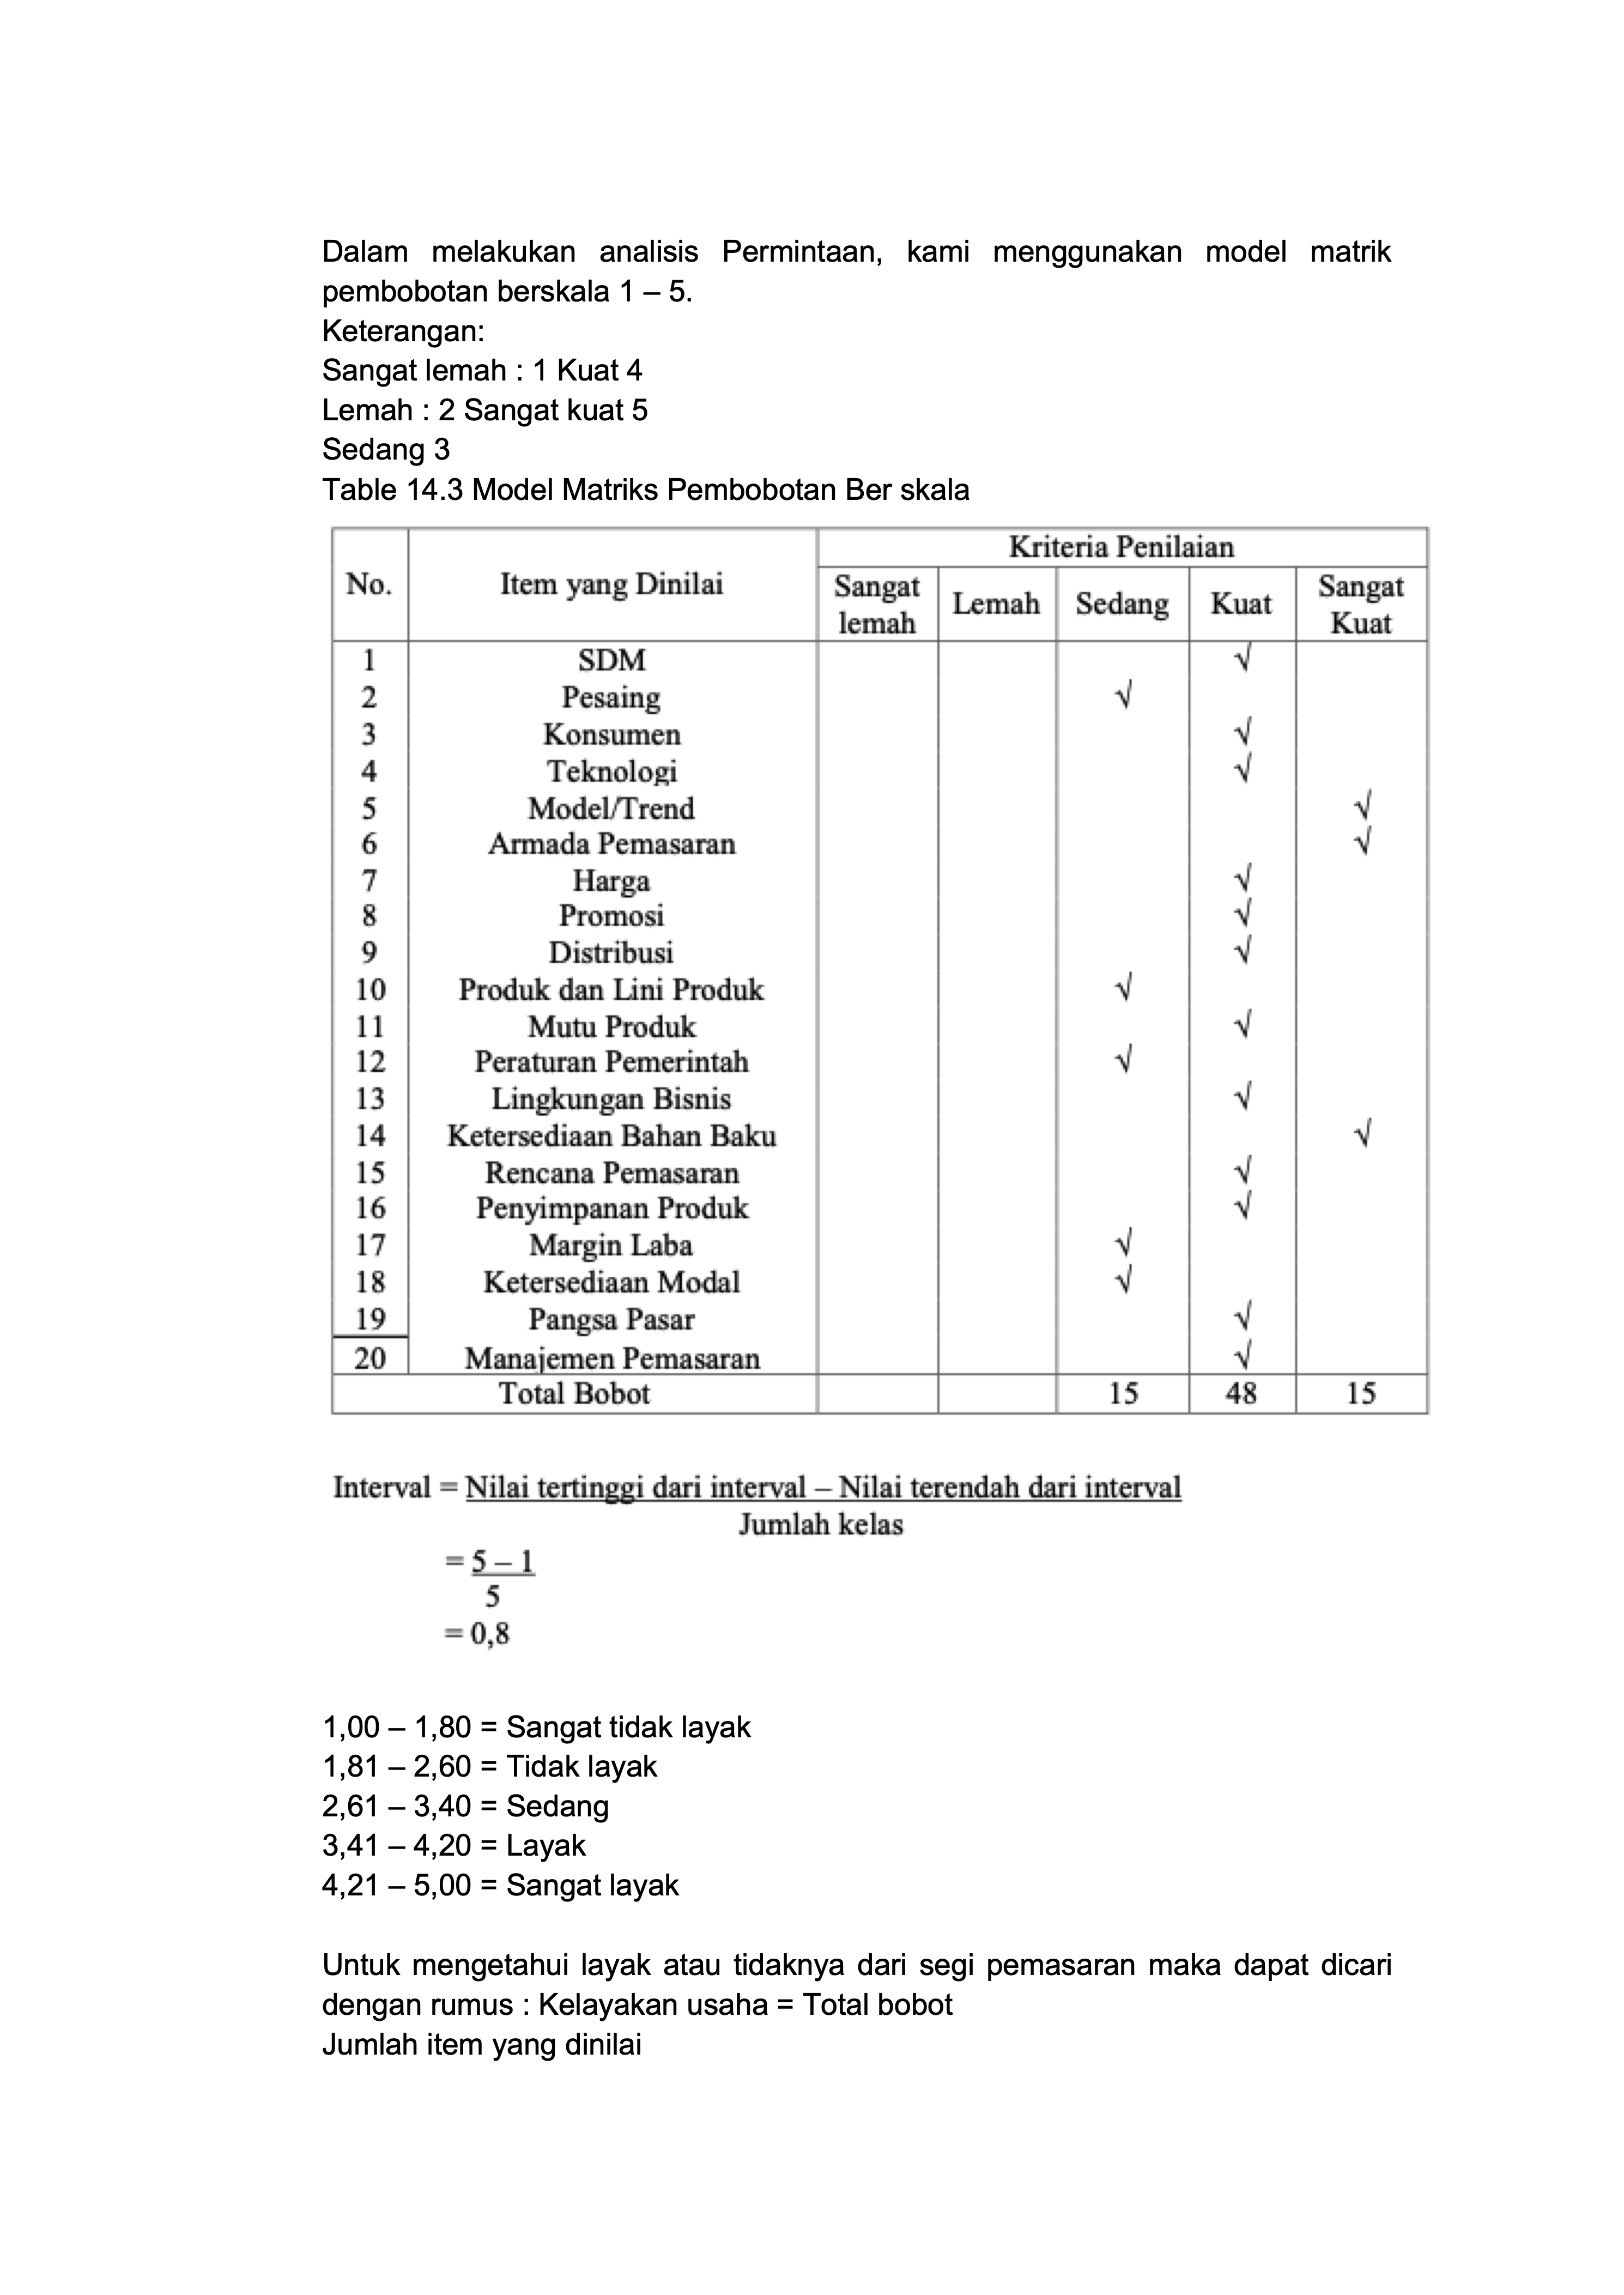 Dalam melakukan analisis Permintaan, kami menggunakan model matrik
pembobotan berskala 1 – 5.
Keterangan:
Sangat lemah : 1 Kuat 4
Lemah : 2 Sangat kuat 5
Sedang 3
Table 14.3 Model Matriks Pembobotan Ber skala
No. Item yang Dinilai Kriteria Penilaian
Sangat lemah Lemah Sedang Kuat Sangat Kuat
1 SDM √
2 Pesaing √
3 Konsumen √
4 Teknologi √
5 Model/Trend √
6 Armada Pemasaran √
7 Harga √
8 Promosi √
9 Distribusi √
10 Produk dan Lini Produk √
11 Mutu Produk √
12 Peraturan Pemerintah √
13 Lingkungan Bisnis √
14 Ketersediaan Bahan Baku √
15 Rencana Pemasaran √
16 Penyimpanan Produk √
17 Margin Laba √
18 Ketersediaan Modal √
19 Pangsa Pasar √
20 Manajemen Pemasaran √
Total Bobot 15 48 15
Interval = Nilai tertinggi dari interval – Nilai terendah dari interval
Jumlah kelas
= 5 – 1
5
= 0,8
1,00 – 1,80 = Sangat tidak layak
1,81 – 2,60 = Tidak layak
2,61 – 3,40 = Sedang
3,41 – 4,20 = Layak
4,21 – 5,00 = Sangat layak
Untuk mengetahui layak atau tidaknya dari segi pemasaran maka dapat dicari
dengan rumus : Kelayakan usaha = Total bobot
Jumlah item yang dinilai